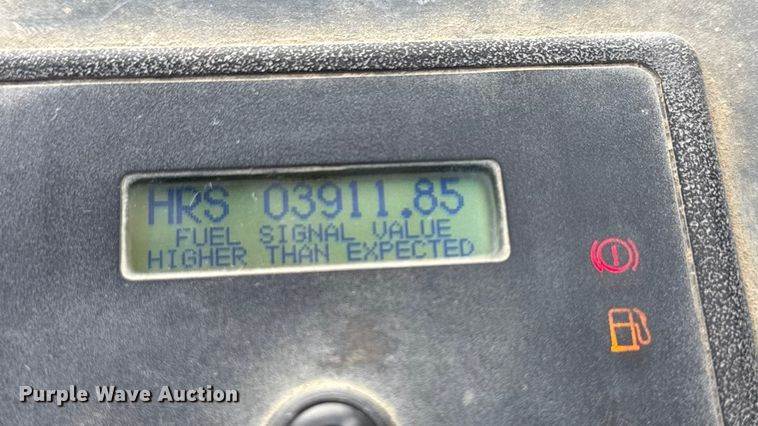 HRS 03911.85
FUEL SIGNAL VALUE
HIGHER THAN EXPECTED
Purple Wave Auction